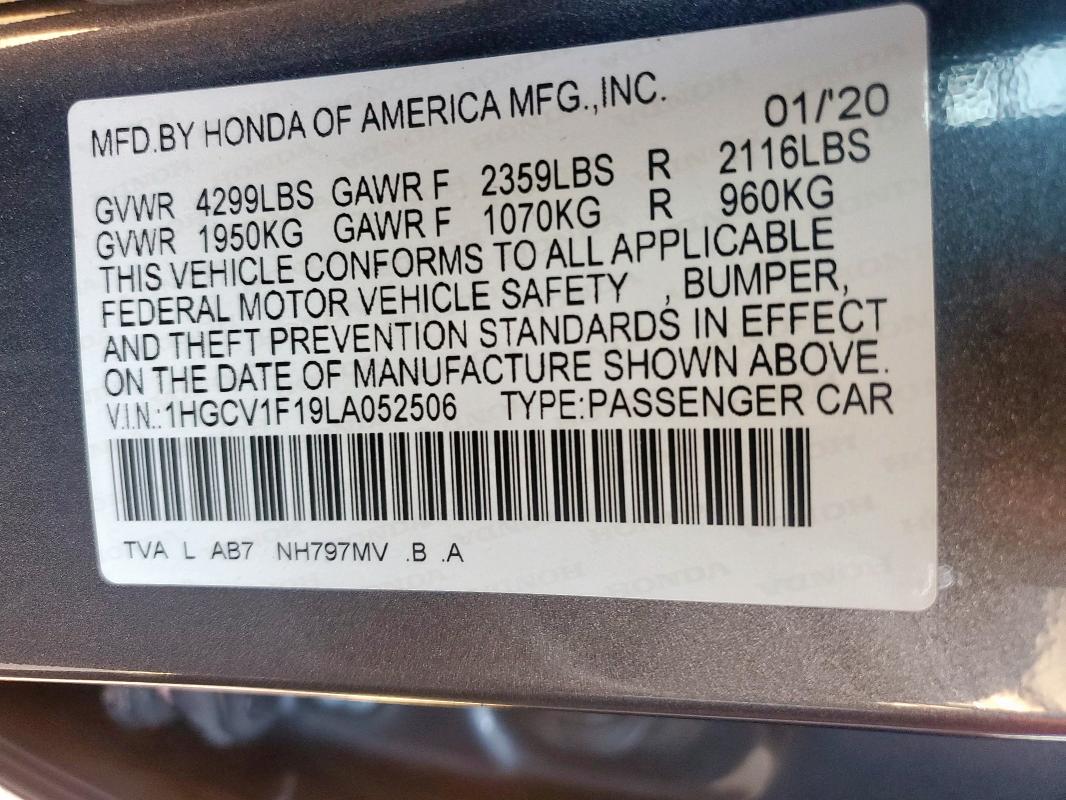 MFD.BY HONDA OF AMERICA MFG.,INC. 01/'20
GVWR 4299LBS GAWR F 2359LBS R 2116LBS
GVWR 1950KG GAWR F 1070KG R 960KG
THIS VEHICLE CONFORMS TO ALL APPLICABLE
FEDERAL MOTOR VEHICLE SAFETY , BUMPER,
AND THEFT PREVENTION STANDARDS IN EFFECT
ON THE DATE OF MANUFACTURE SHOWN ABOVE.
V.I.N.:1HGCV1F19LA052506 TYPE:PASSENGER CAR
TVA L AB7 NH797MV .B .A